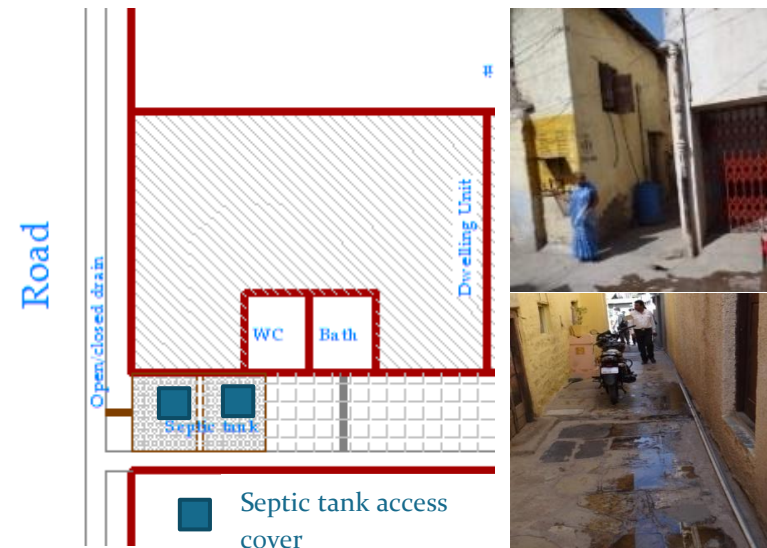 #
Road
Open/closed drain
Dwelling Unit
WC
Bath
Septic tank
Septic tank access
cover